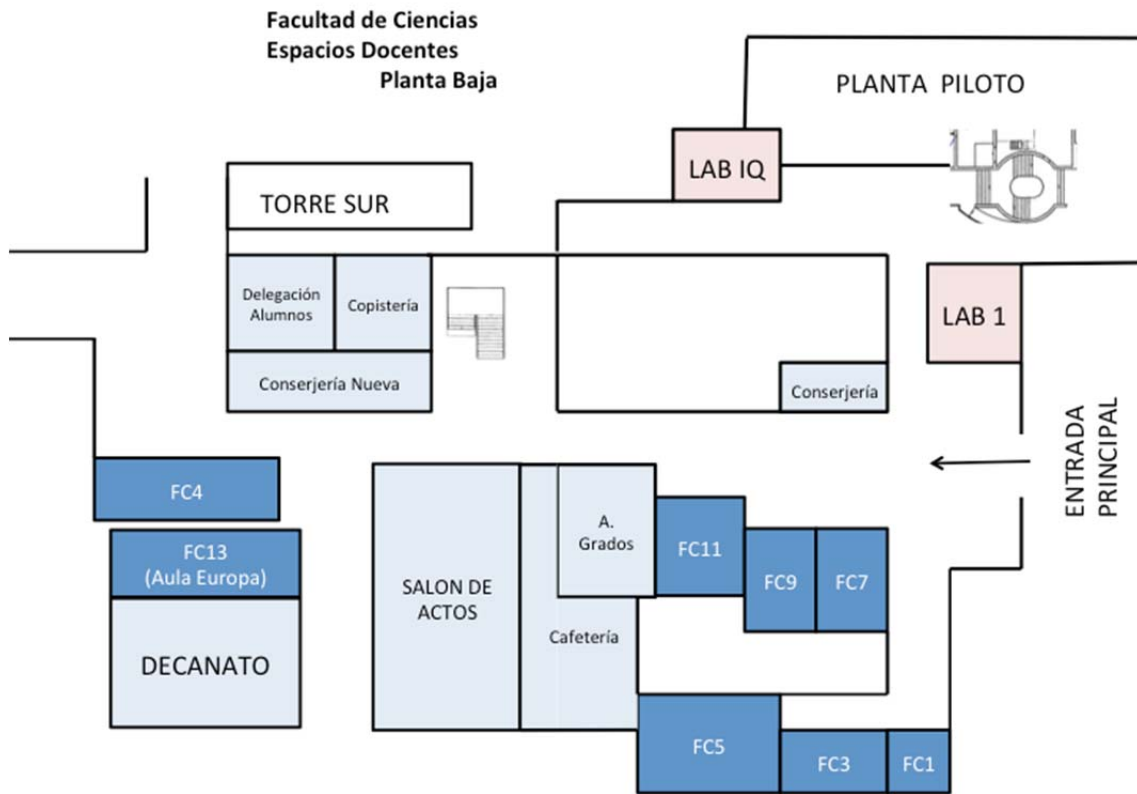 Facultad de Ciencias
Espacios Docentes
Planta Baja
PLANTA PILOTO
LAB IQ
TORRE SUR
Delegación
Alumnos
Copistería
LAB 1
Conserjería Nueva
Conserjería
ENTRADA
PRINCIPAL
FC4
A.
Grados
FC11
FC13
(Aula Europa)
FC9
FC7
SALON DE
ACTOS
Cafetería
DECANATO
FC5
FC3
FC1